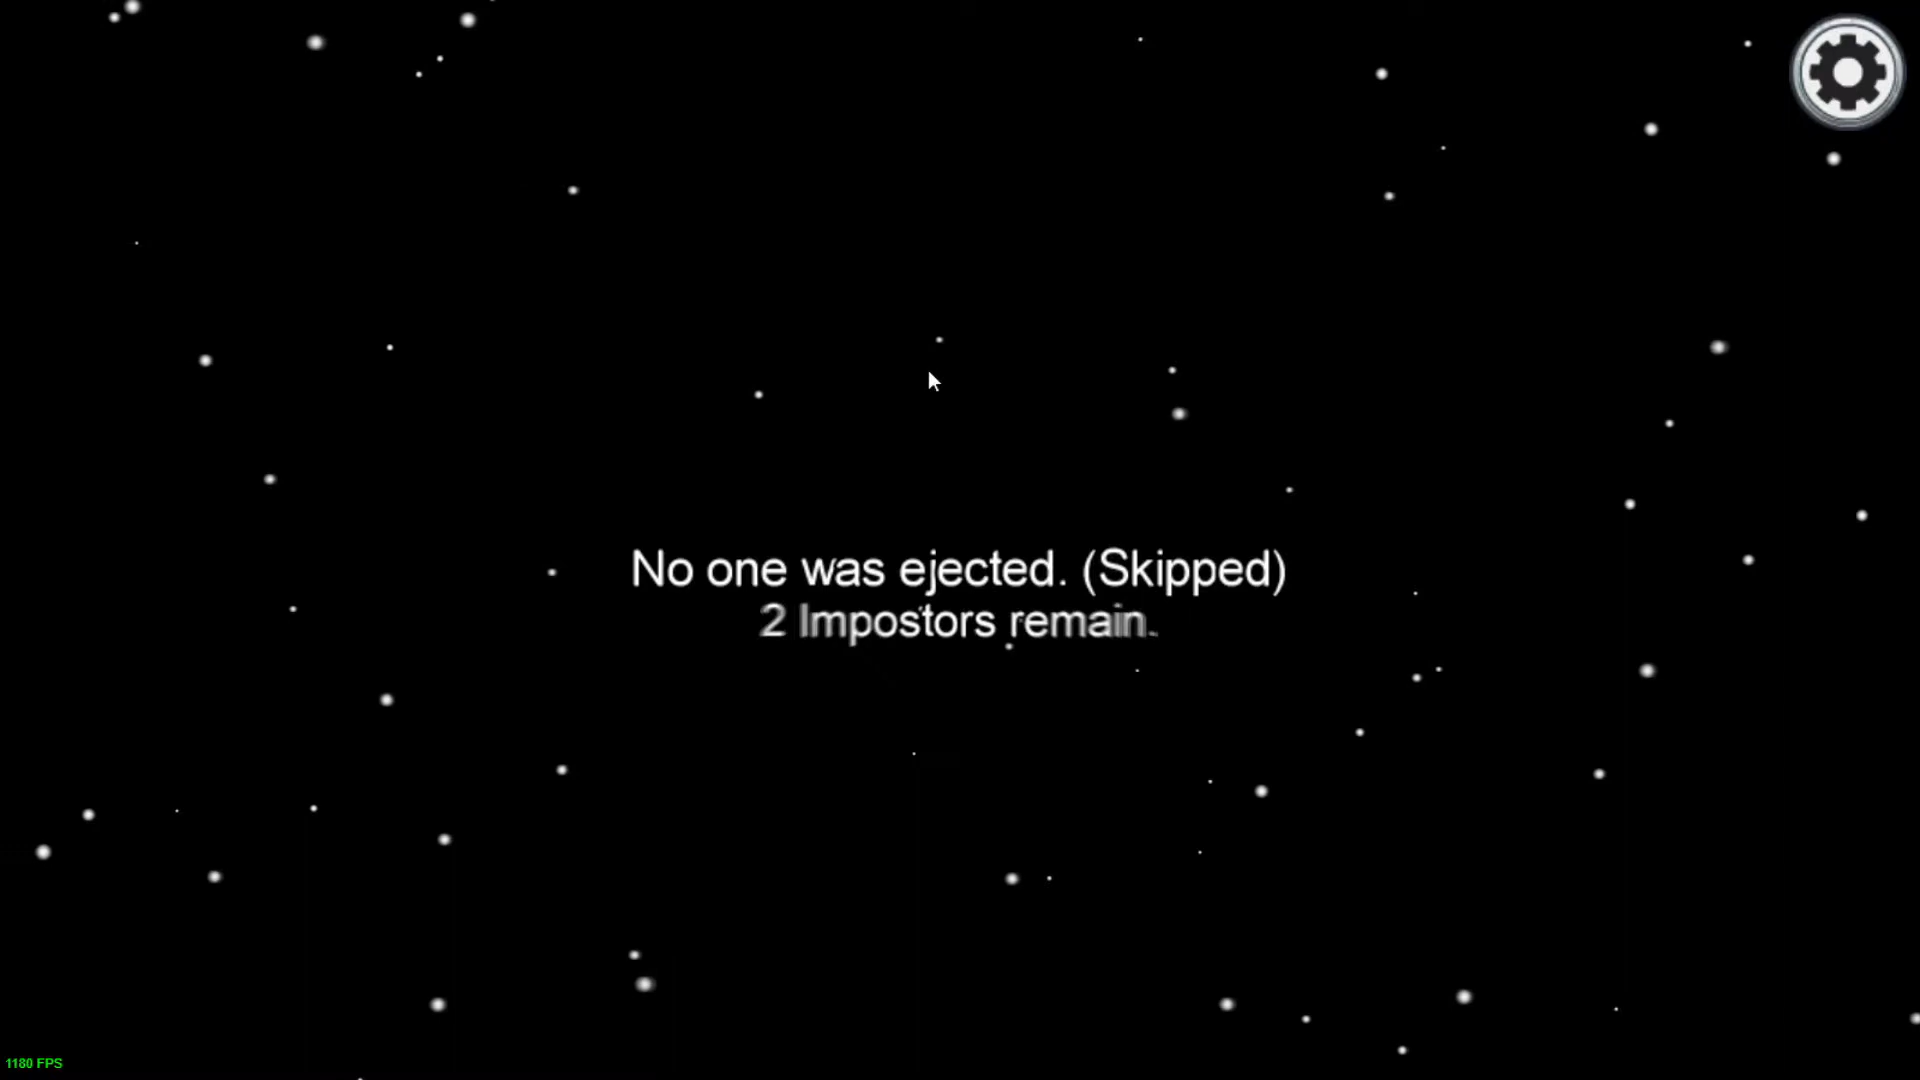 No one was ejected. (Skipped)
2 Impostors remain.
1180 FPS